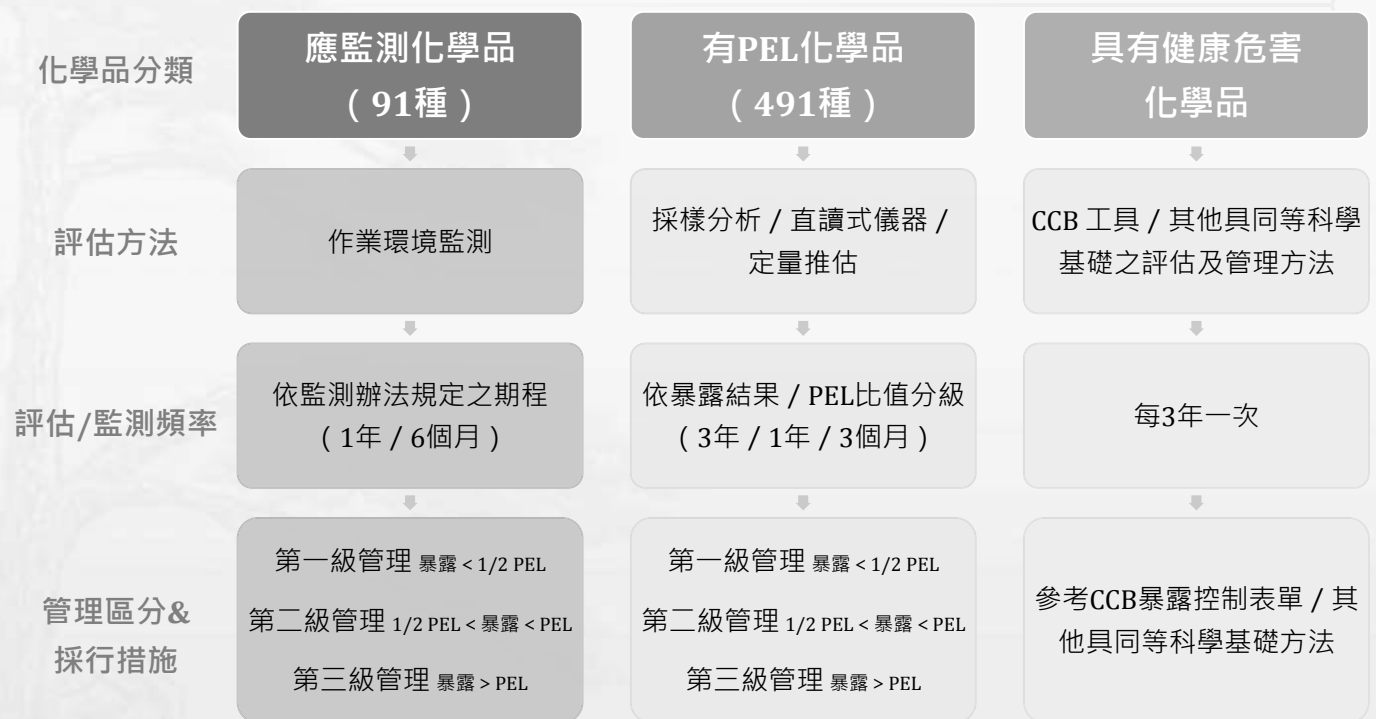 化學品分類
應監測化學品
（91種）
有PEL化學品
（491種）
具有健康危害
化學品
評估方法
作業環境監測
採樣分析 / 直讀式儀器 /
定量推估
CCB 工具 / 其他具同等科學
基礎之評估及管理方法
評估/監測頻率
依監測辦法規定之期程
（1年 / 6個月）
依暴露結果 / PEL比值分級
（3年 / 1年 / 3個月）
每3年一次
管理區分&
採行措施
第一級管理 暴露 < 1/2 PEL
第二級管理 1/2 PEL < 暴露 < PEL
第三級管理 暴露 > PEL
第一級管理 暴露 < 1/2 PEL
第二級管理 1/2 PEL < 暴露 < PEL
第三級管理 暴露 > PEL
參考CCB暴露控制表單 / 其
他具同等科學基礎方法